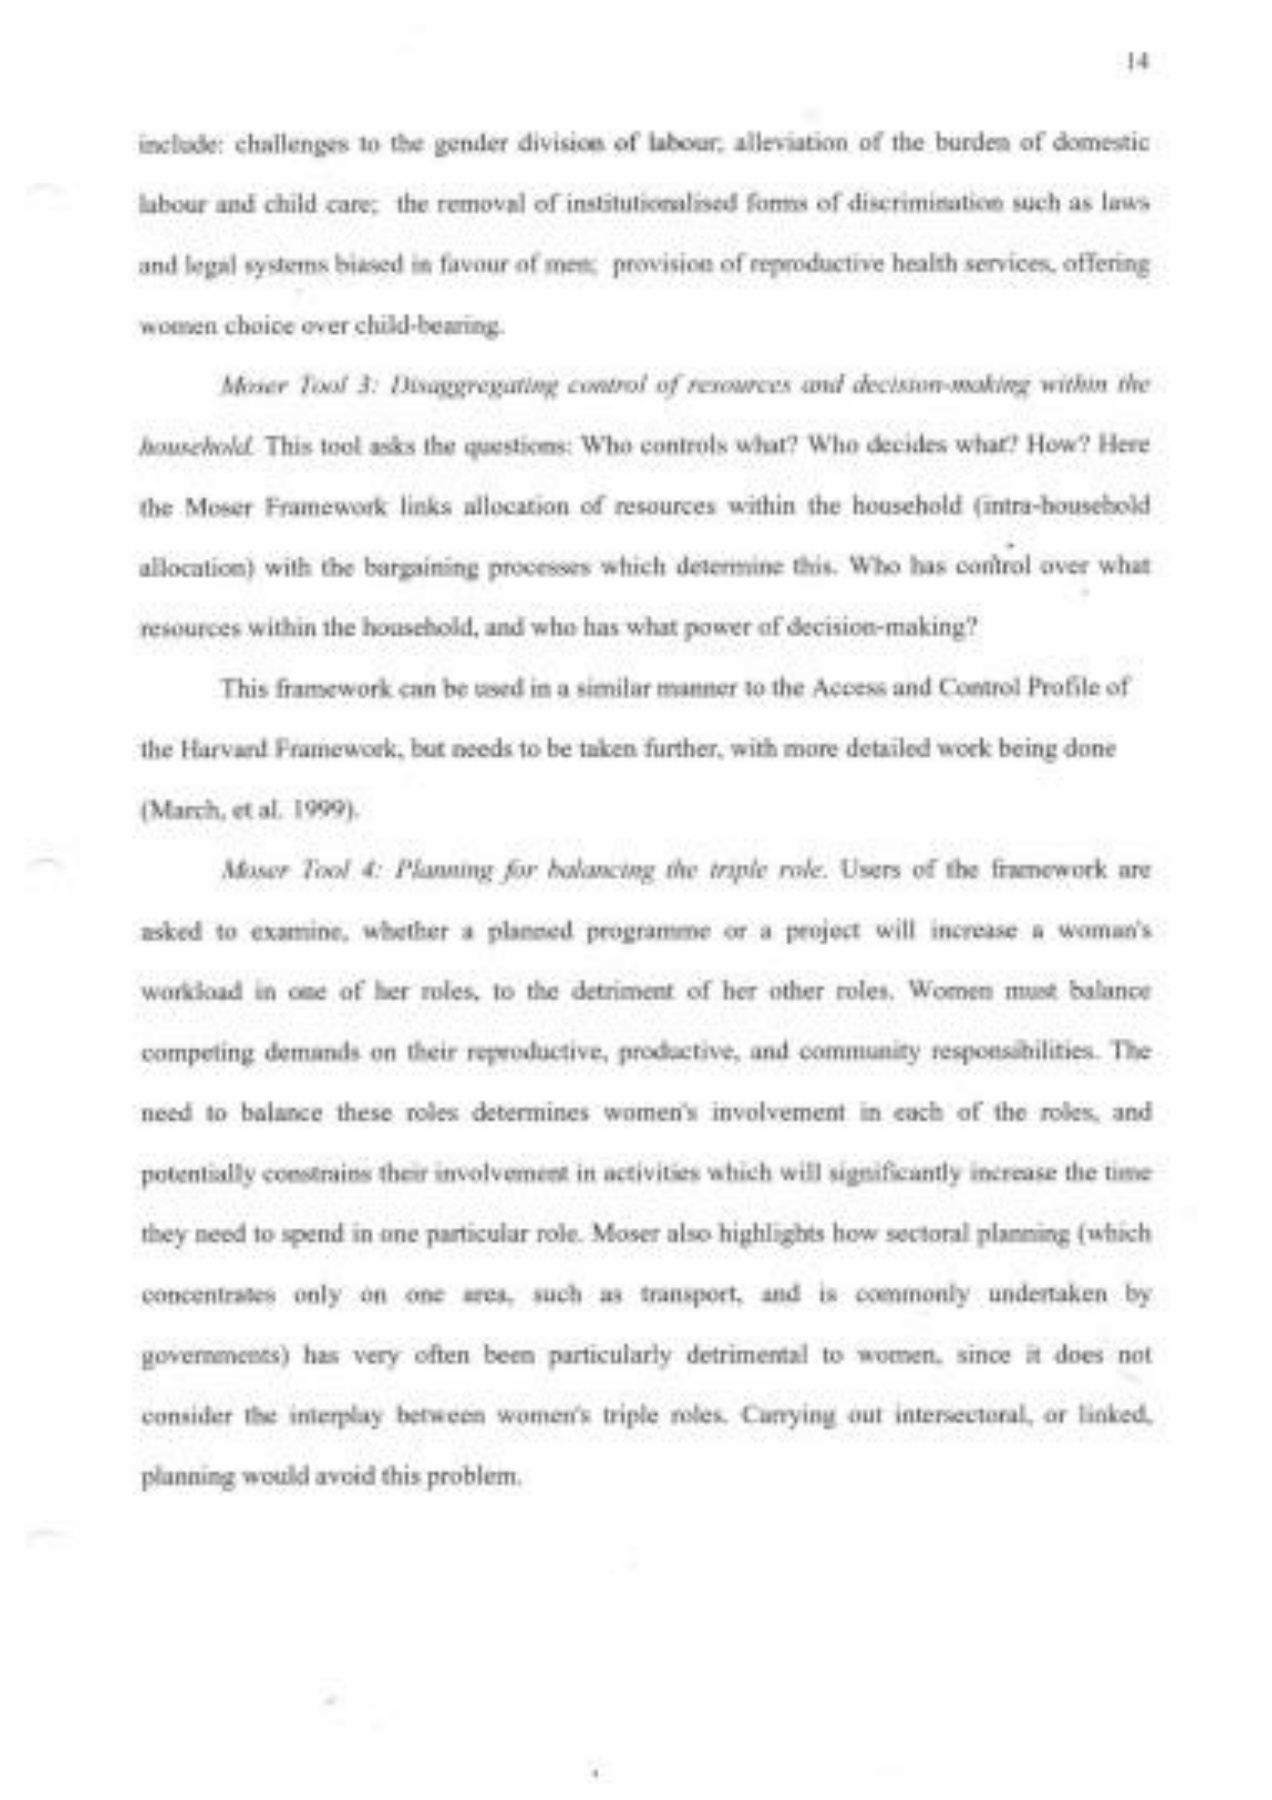 14
include: challenges to the gender division of labour; alleviation of the burden of domestic
labour and child care; the removal of institutionalised forms of discrimination such as laws
and legal systems biased in favour of men; provision of reproductive health services, offering
women choice over child-bearing.
Moser Tool 3: Disaggregating control of resources and decision-making within the
household. This tool asks the questions: Who controls what? Who decides what? How? Here
the Moser Framework links allocation of resources within the household (intra-household
allocation) with the bargaining processes which determine this. Who has control over what
resources within the household, and who has what power of decision-making?
This framework can be used in a similar manner to the Access and Control Profile of
the Harvard Framework, but needs to be taken further, with more detailed work being done
(March, et al. 1999).
Moser Tool 4: Planning for balancing the triple role. Users of the framework are
asked to examine, whether a planned programme or a project will increase a woman's
workload in one of her roles, to the detriment of her other roles. Women must balance
competing demands on their reproductive, productive, and community responsibilities. The
need to balance these roles determines women's involvement in each of the roles, and
potentially constrains their involvement in activities which will significantly increase the time
they need to spend in one particular role. Moser also highlights how sectoral planning (which
concentrates only on one area, such as transport, and is commonly undertaken by
governments) has very often been particularly detrimental to women, since it does not
consider the interplay between women's triple roles. Carrying out intersectoral, or linked,
planning would avoid this problem.